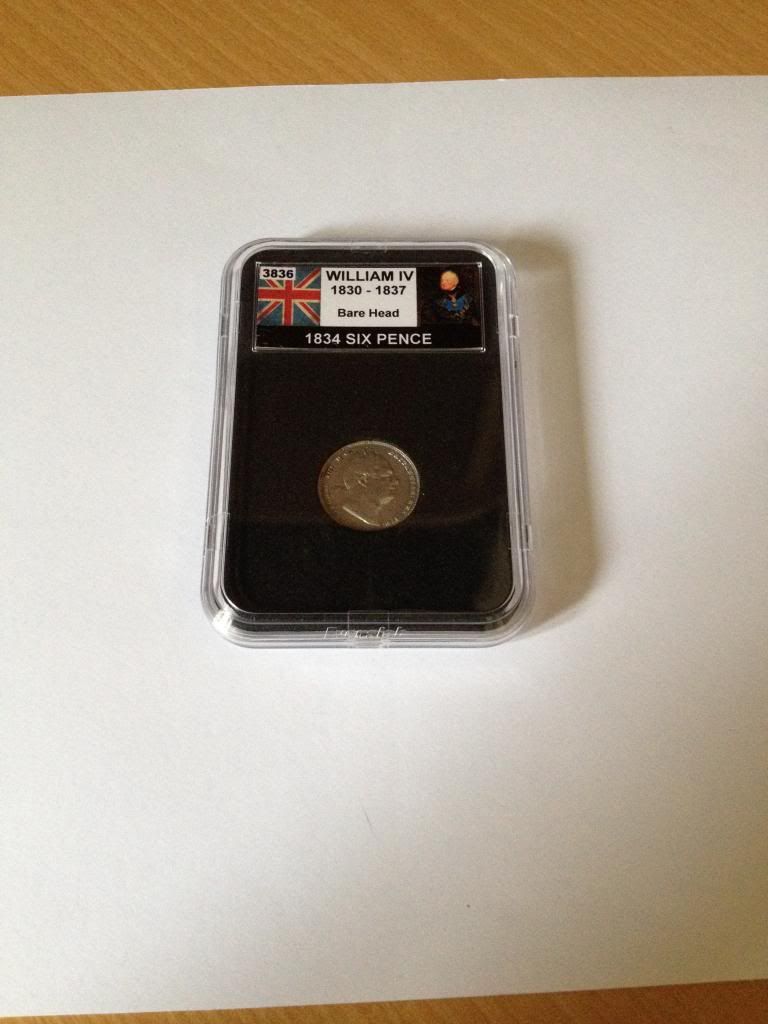 3836
WILLIAM IV
1830 - 1837
Bare Head
1834 SIX PENCE